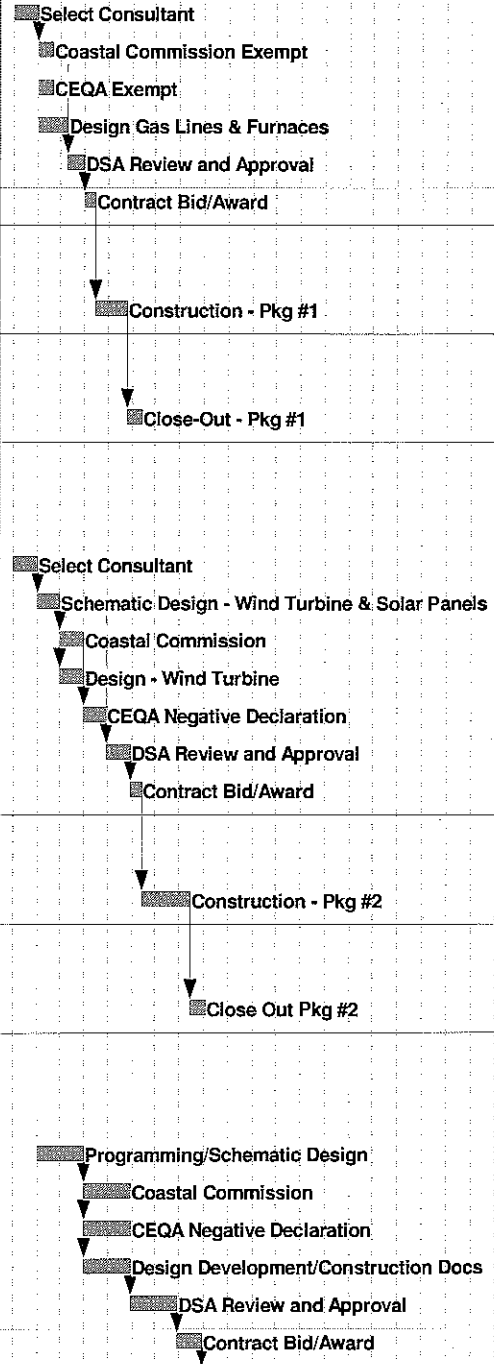 Select Consultant
Coastal Commission Exempt
CEQA Exempt
Design Gas Lines & Furnaces
DSA Review and Approval
Contract Bid/Award
Construction - Pkg #1
Close-Out - Pkg #1
Select Consultant
Schematic Design - Wind Turbine & Solar Panels
Coastal Commission
Design - Wind Turbine
CEQA Negative Declaration
DSA Review and Approval
Contract Bid/Award
Construction - Pkg #2
Close Out Pkg #2
Programming/Schematic Design
Coastal Commission
CEQA Negative Declaration
Design Development/Construction Docs
DSA Review and Approval
Contract Bid/Award